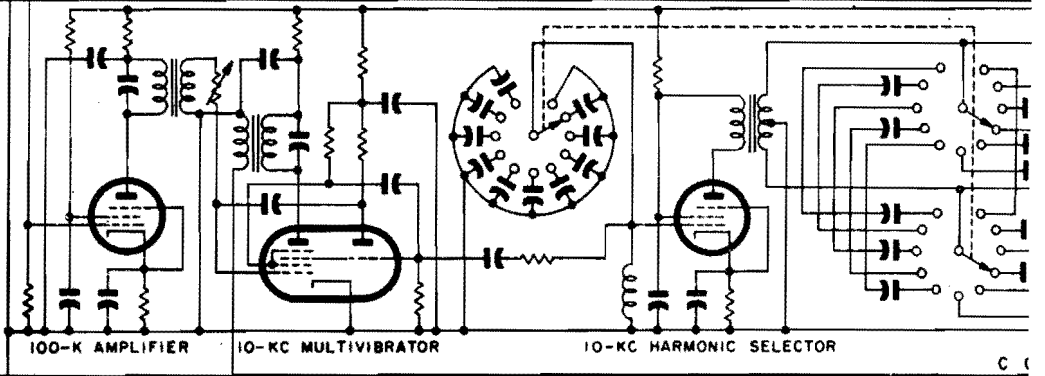 100-K AMPLIFIER
10-KC MULTIVIBRATOR
10-KC HARMONIC SELECTOR
C